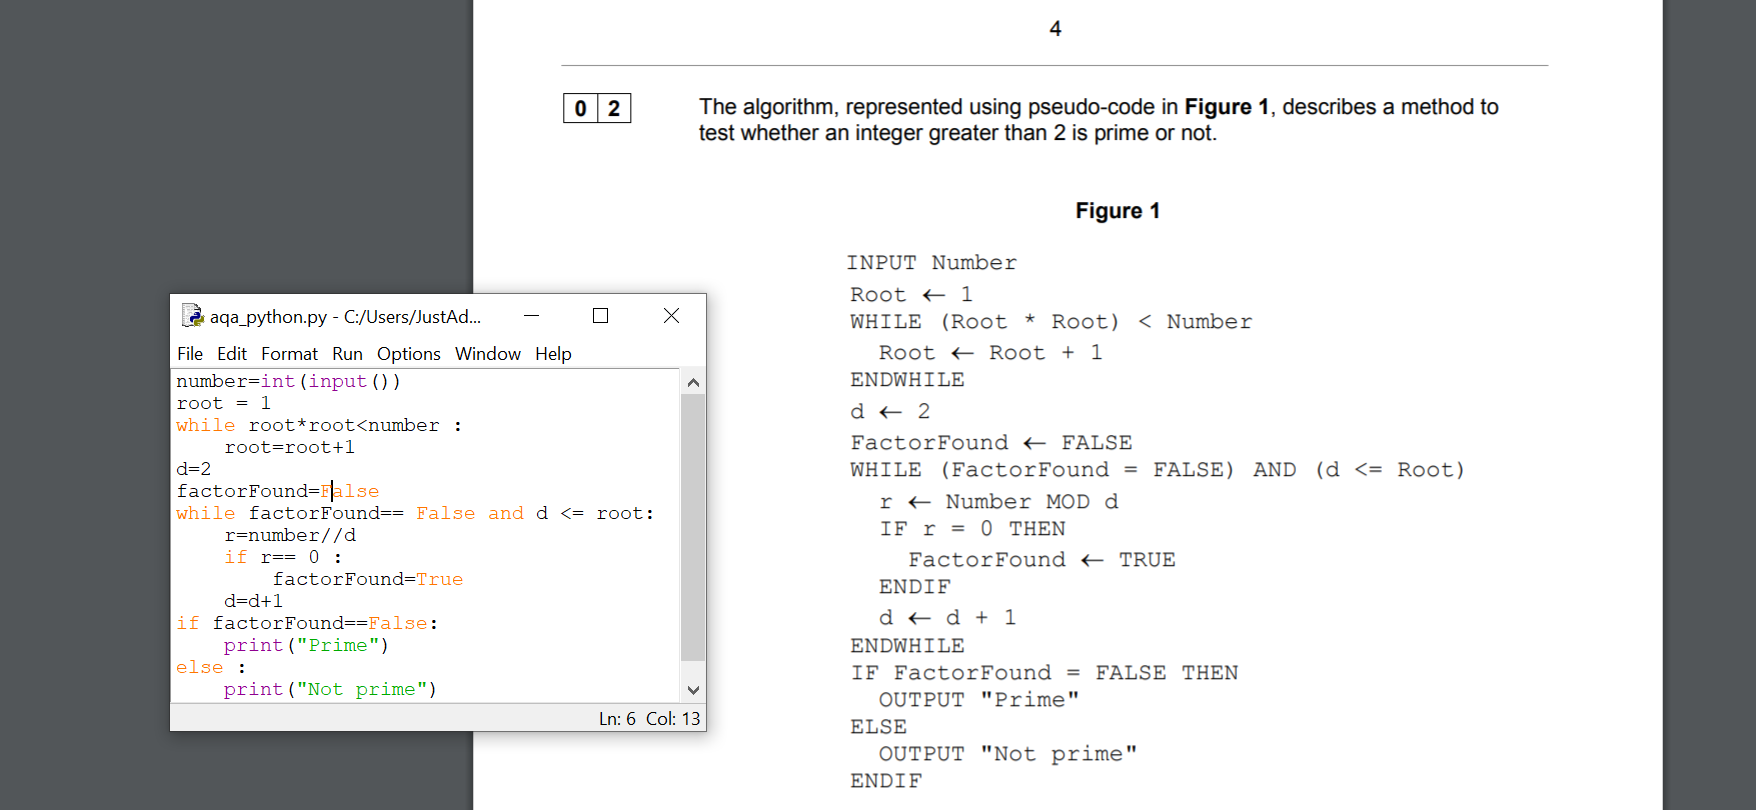 4
0 2
The algorithm, represented using pseudo-code in Figure 1, describes a method to
test whether an integer greater than 2 is prime or not.
Figure 1
INPUT Number
Root ← 1
WHILE (Root * Root) < Number
Root ← Root + 1
ENDWHILE
d ← 2
FactorFound ← FALSE
WHILE (FactorFound = FALSE) AND (d <= Root)
r ← Number MOD d
IF r = 0 THEN
FactorFound ← TRUE
ENDIF
d ← d + 1
ENDWHILE
IF FactorFound = FALSE THEN
OUTPUT "Prime"
ELSE
OUTPUT "Not prime"
ENDIF
aqa_python.py - C:/Users/JustAd...
File Edit Format Run Options Window Help
number=int(input())
root = 1
while root*root<number :
    root=root+1
d=2
factorFound=False
while factorFound== False and d <= root:
    r=number//d
    if r== 0 :
        factorFound=True
    d=d+1
if factorFound==False:
    print("Prime")
else :
    print("Not prime")
Ln: 6 Col: 13